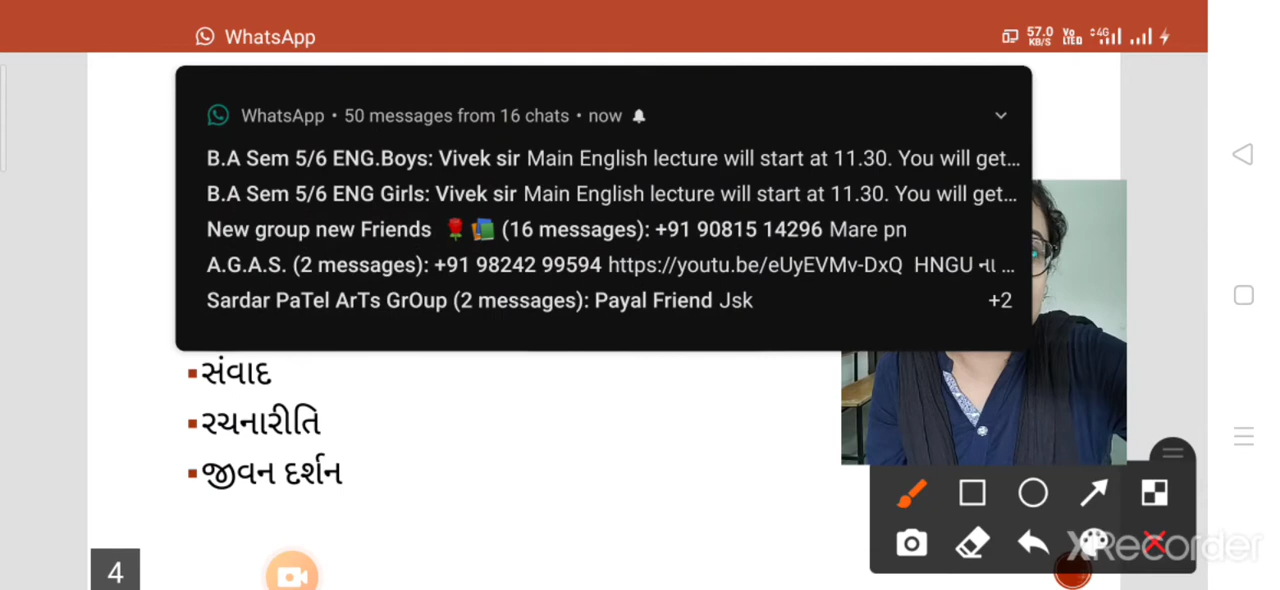 WhatsApp
57.0 KB/S Vo LTED 4G
WhatsApp • 50 messages from 16 chats • now
B.A Sem 5/6 ENG.Boys: Vivek sir Main English lecture will start at 11.30. You will get...
B.A Sem 5/6 ENG Girls: Vivek sir Main English lecture will start at 11.30. You will get...
New group new Friends 🌹📚 (16 messages): +91 90815 14296 Mare pn
A.G.A.S. (2 messages): +91 98242 99594 https://youtu.be/eUyEVMv-DxQ HNGU ના ...
Sardar PaTel ArTs GrOup (2 messages): Payal Friend Jsk +2
▪સંવાદ
▪રચનારીતિ
▪જીવન દર્શન
XRecorder
4